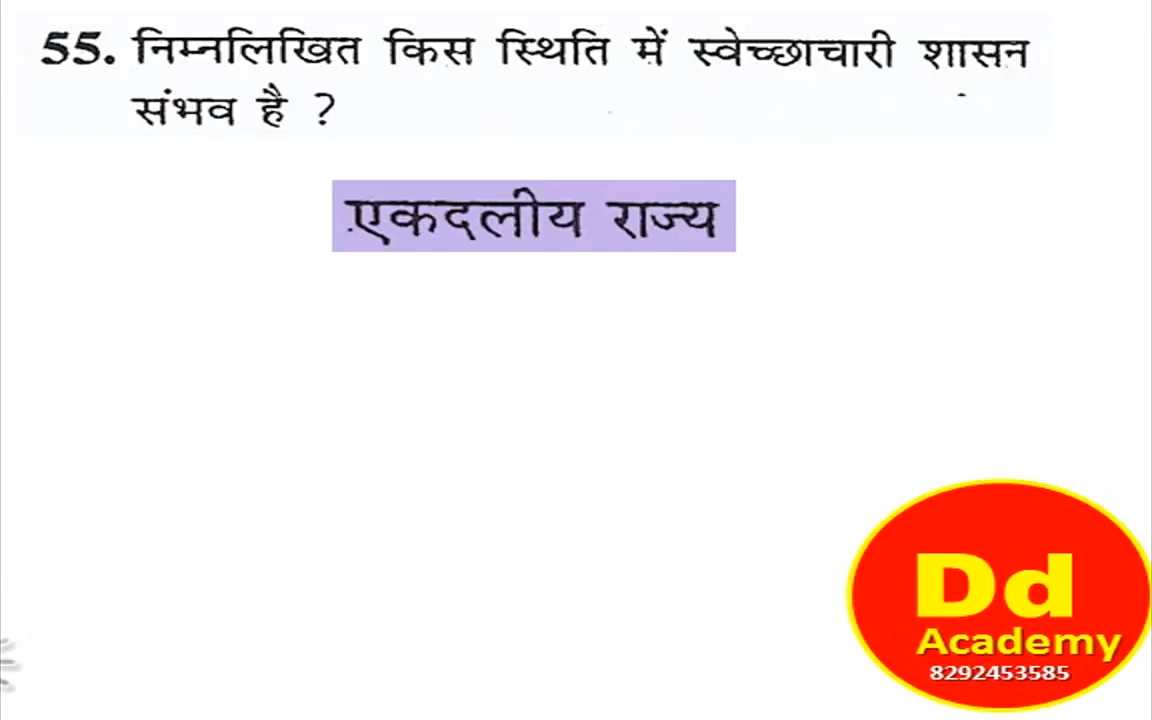 55. निम्नलिखित किस स्थिति में स्वेच्छाचारी शासन
संभव है ?
एकदलीय राज्य
Dd
Academy
8292453585